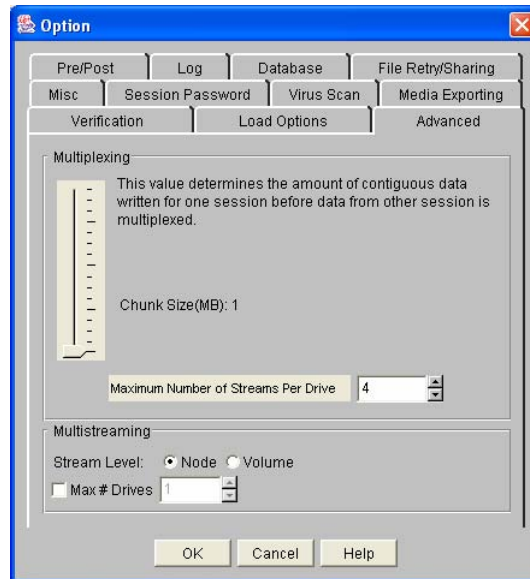 Option
Pre/Post Log Database File Retry/Sharing
Misc Session Password Virus Scan Media Exporting
Verification Load Options Advanced
Multiplexing
This value determines the amount of contiguous data
written for one session before data from other session is
multiplexed.
Chunk Size(MB): 1
Maximum Number of Streams Per Drive 4
Multistreaming
Stream Level: Node Volume
Max # Drives 1
OK Cancel Help